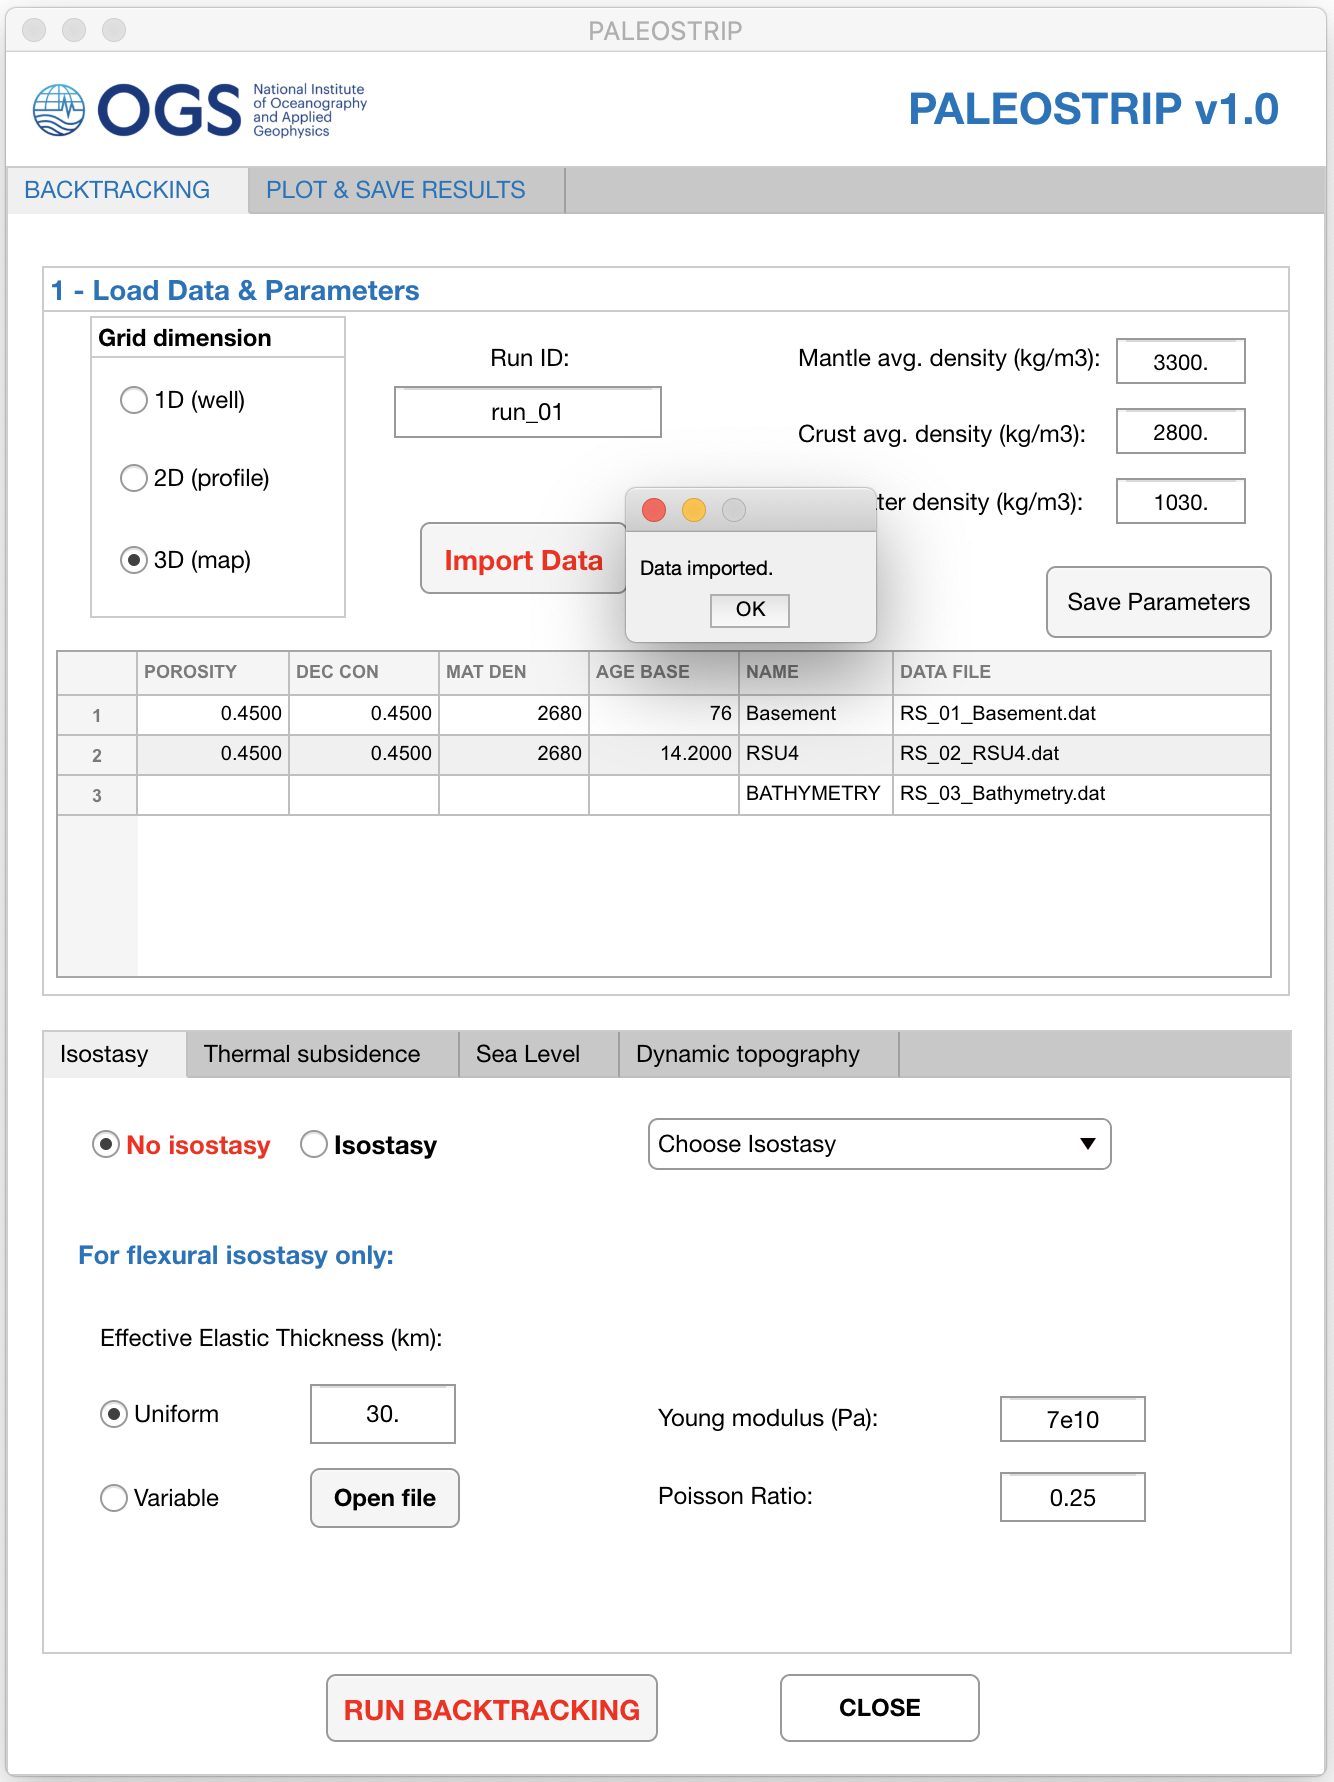 PALEOSTRIP
OGS
National Institute
of Oceanography
and Applied
Geophysics
PALEOSTRIP v1.0
BACKTRACKING
PLOT & SAVE RESULTS
1 - Load Data & Parameters
Grid dimension
1D (well)
2D (profile)
3D (map)
Run ID:
run_01
Import Data
Mantle avg. density (kg/m3):
3300.
Crust avg. density (kg/m3):
2800.
ter density (kg/m3):
1030.
Data imported.
OK
Save Parameters
POROSITY DEC CON MAT DEN AGE BASE NAME DATA FILE
1 0.4500 0.4500 2680 76 Basement RS_01_Basement.dat
2 0.4500 0.4500 2680 14.2000 RSU4 RS_02_RSU4.dat
3 BATHYMETRY RS_03_Bathymetry.dat
Isostasy
Thermal subsidence
Sea Level
Dynamic topography
No isostasy
Isostasy
Choose Isostasy
For flexural isostasy only:
Effective Elastic Thickness (km):
Uniform
30.
Young modulus (Pa):
7e10
Variable
Open file
Poisson Ratio:
0.25
RUN BACKTRACKING
CLOSE